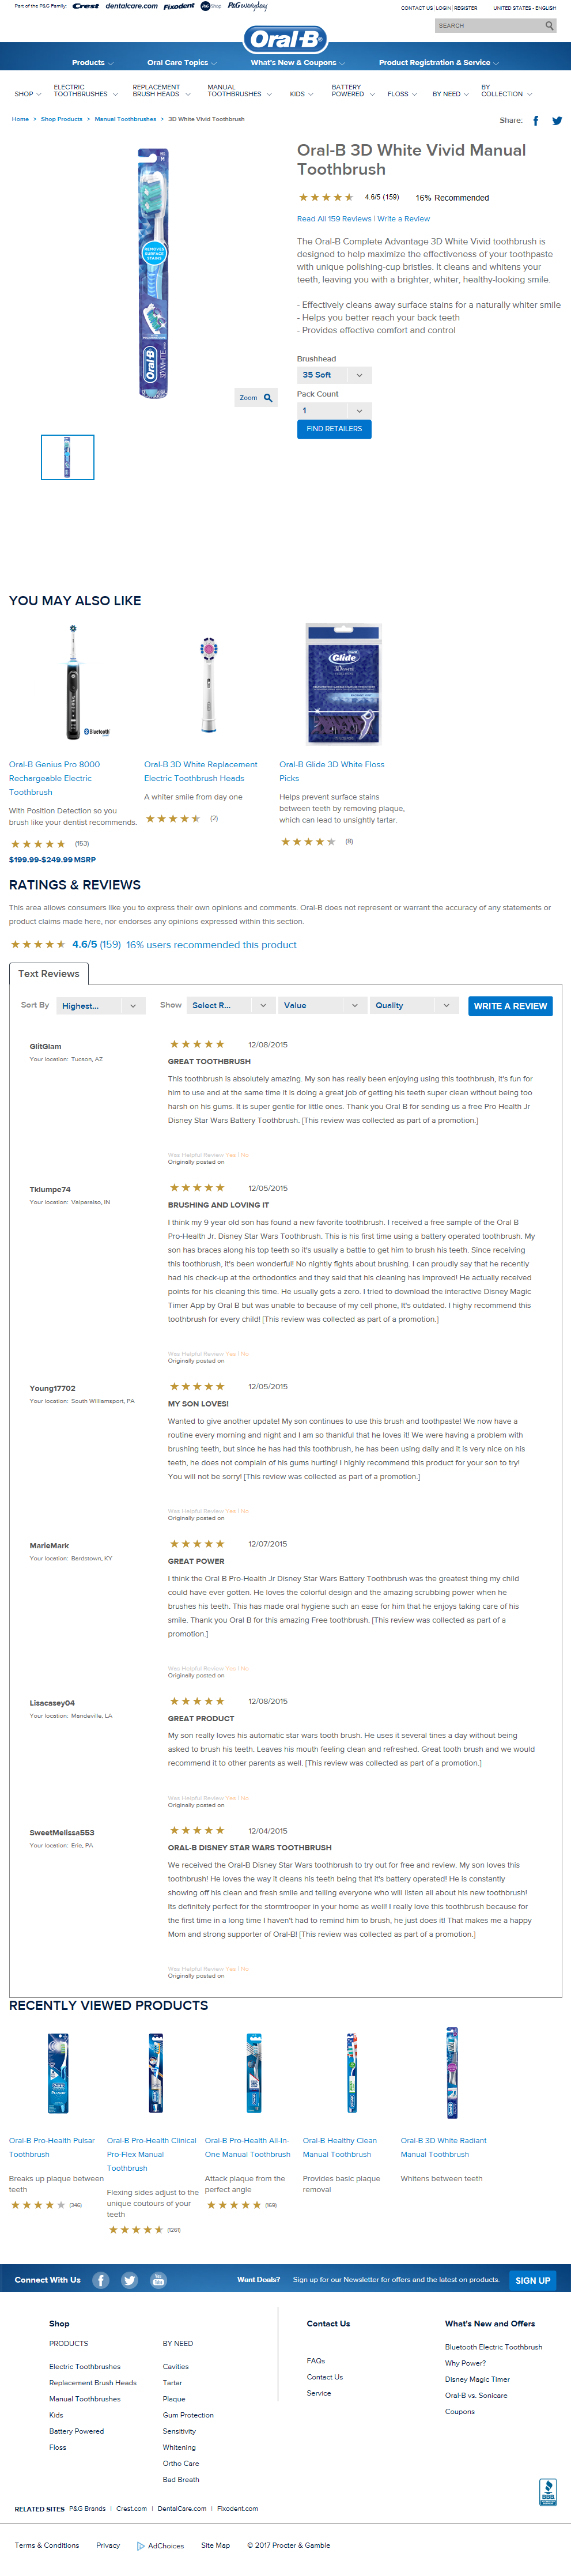 Part of the P&G Family: Crest dentalcare.com Fixodent P&G Shop P&G everyday
CONTACT US | LOGIN | REGISTER UNITED STATES - ENGLISH
SEARCH
Oral-B
Products Oral Care Topics What's New & Coupons Product Registration & Service
SHOP ELECTRIC TOOTHBRUSHES REPLACEMENT BRUSH HEADS MANUAL TOOTHBRUSHES KIDS BATTERY POWERED FLOSS BY NEED BY COLLECTION
Home > Shop Products > Manual Toothbrushes > 3D White Vivid Toothbrush
Share:
Oral-B 3D White Vivid Manual
Toothbrush
4.6/5 (159) 16% Recommended
Read All 159 Reviews | Write a Review
The Oral-B Complete Advantage 3D White Vivid toothbrush is
designed to help maximize the effectiveness of your toothpaste
with unique polishing-cup bristles. It cleans and whitens your
teeth, leaving you with a brighter, whiter, healthy-looking smile.
- Effectively cleans away surface stains for a naturally whiter smile
- Helps you better reach your back teeth
- Provides effective comfort and control
REMOVES
SURFACE
STAINS
Oral-B
3D WHITE
Brushhead
35 Soft
Zoom
Pack Count
1
FIND RETAILERS
YOU MAY ALSO LIKE
Bluetooth
Oral-B
Glide
3D White
Oral-B Genius Pro 8000
Rechargeable Electric
Toothbrush
With Position Detection so you
brush like your dentist recommends.
(153)
$199.99-$249.99 MSRP
Oral-B 3D White Replacement
Electric Toothbrush Heads
A whiter smile from day one
(2)
Oral-B Glide 3D White Floss
Picks
Helps prevent surface stains
between teeth by removing plaque,
which can lead to unsightly tartar.
(8)
RATINGS & REVIEWS
This area allows consumers like you to express their own opinions and comments. Oral-B does not represent or warrant the accuracy of any statements or
product claims made here, nor endorses any opinions expressed within this section.
4.6/5 (159) 16% users recommended this product
Text Reviews
Sort By Highest... Show Select R... Value Quality WRITE A REVIEW
GlitGlam 12/08/2015
Your location: Tucson, AZ
GREAT TOOTHBRUSH
This toothbrush is absolutely amazing. My son has really been enjoying using this toothbrush, it's fun for
him to use and at the same time it is doing a great job of getting his teeth super clean without being too
harsh on his gums. It is super gentle for little ones. Thank you Oral B for sending us a free Pro Health Jr
Disney Star Wars Battery Toothbrush. [This review was collected as part of a promotion.]
Was Helpful Review Yes | No
Originally posted on
Tklumpe74 12/05/2015
Your location: Valparaiso, IN
BRUSHING AND LOVING IT
I think my 9 year old son has found a new favorite toothbrush. I received a free sample of the Oral B
Pro-Health Jr. Disney Star Wars Toothbrush. This is his first time using a battery operated toothbrush. My
son has braces along his top teeth so it's usually a battle to get him to brush his teeth. Since receiving
this toothbrush, it's been wonderful! No nightly fights about brushing. I can proudly say that he recently
had his check-up at the orthodontics and they said that his cleaning has improved! He actually received
points for his cleaning this time. He usually gets a zero. I tried to download the interactive Disney Magic
Timer App by Oral B but was unable to because of my cell phone, It's outdated. I highy recommend this
toothbrush for every child! [This review was collected as part of a promotion.]
Was Helpful Review Yes | No
Originally posted on
Young17702 12/05/2015
Your location: South Williamsport, PA
MY SON LOVES!
Wanted to give another update! My son continues to use this brush and toothpaste! We now have a
routine every morning and night and I am so thankful that he loves it! We were having a problem with
brushing teeth, but since he has had this toothbrush, he has been using daily and it is very nice on his
teeth, he does not complain of his gums hurting! I highly recommend this product for your son to try!
You will not be sorry! [This review was collected as part of a promotion.]
Was Helpful Review Yes | No
Originally posted on
MarieMark 12/07/2015
Your location: Bardstown, KY
GREAT POWER
I think the Oral B Pro-Health Jr Disney Star Wars Battery Toothbrush was the greatest thing my child
could have ever gotten. He loves the colorful design and the amazing scrubbing power when he
brushes his teeth. This has made oral hygiene such an ease for him that he enjoys taking care of his
smile. Thank you Oral B for this amazing Free toothbrush. [This review was collected as part of a
promotion.]
Was Helpful Review Yes | No
Originally posted on
Lisacasey04 12/08/2015
Your location: Mandeville, LA
GREAT PRODUCT
My son really loves his automatic star wars tooth brush. He uses it several tines a day without being
asked to brush his teeth. Leaves his mouth feeling clean and refreshed. Great tooth brush and we would
recommend it to other parents as well. [This review was collected as part of a promotion.]
Was Helpful Review Yes | No
Originally posted on
SweetMelissa553 12/04/2015
Your location: Erie, PA
ORAL-B DISNEY STAR WARS TOOTHBRUSH
We received the Oral-B Disney Star Wars toothbrush to try out for free and review. My son loves this
toothbrush! He loves the way it cleans his teeth being that it's battery operated! He is constantly
showing off his clean and fresh smile and telling everyone who will listen all about his new toothbrush!
Its definitely perfect for the stormtrooper in your home as well! I really love this toothbrush because for
the first time in a long time I haven't had to remind him to brush, he just does it! That makes me a happy
Mom and strong supporter of Oral-B! [This review was collected as part of a promotion.]
Was Helpful Review Yes | No
Originally posted on
RECENTLY VIEWED PRODUCTS
Oral-B Pro-Health Pulsar
Toothbrush
Breaks up plaque between
teeth
(346)
Oral-B Pro-Health Clinical
Pro-Flex Manual
Toothbrush
Flexing sides adjust to the
unique coutours of your
teeth
(1261)
Oral-B Pro-Health All-In-
One Manual Toothbrush
Attack plaque from the
perfect angle
(169)
Oral-B Healthy Clean
Manual Toothbrush
Provides basic plaque
removal
Oral-B 3D White Radiant
Manual Toothbrush
Whitens between teeth
Connect With Us Want Deals? Sign up for our Newsletter for offers and the latest on products. SIGN UP
Shop
PRODUCTS
Electric Toothbrushes
Replacement Brush Heads
Manual Toothbrushes
Kids
Battery Powered
Floss
BY NEED
Cavities
Tartar
Plaque
Gum Protection
Sensitivity
Whitening
Ortho Care
Bad Breath
Contact Us
FAQs
Contact Us
Service
What's New and Offers
Bluetooth Electric Toothbrush
Why Power?
Disney Magic Timer
Oral-B vs. Sonicare
Coupons
BBB
RELATED SITES P&G Brands | Crest.com | DentalCare.com | Fixodent.com
Terms & Conditions Privacy AdChoices Site Map © 2017 Procter & Gamble